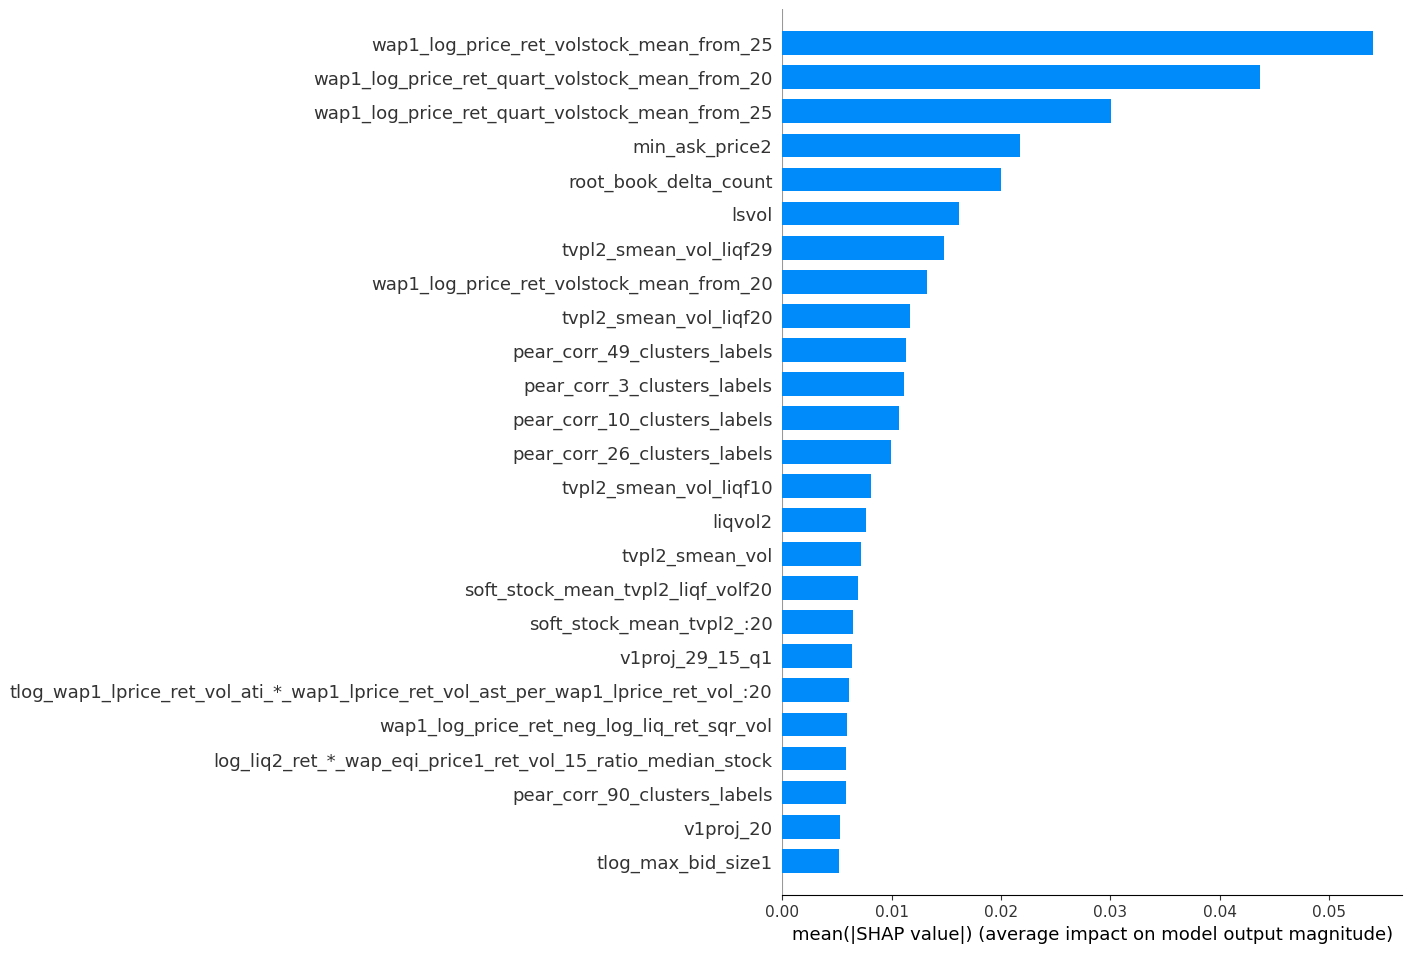 wap1_log_price_ret_volstock_mean_from_25
wap1_log_price_ret_quart_volstock_mean_from_20
wap1_log_price_ret_quart_volstock_mean_from_25
min_ask_price2
root_book_delta_count
lsvol
tvpl2_smean_vol_liqf29
wap1_log_price_ret_volstock_mean_from_20
tvpl2_smean_vol_liqf20
pear_corr_49_clusters_labels
pear_corr_3_clusters_labels
pear_corr_10_clusters_labels
pear_corr_26_clusters_labels
tvpl2_smean_vol_liqf10
liqvol2
tvpl2_smean_vol
soft_stock_mean_tvpl2_liqf_volf20
soft_stock_mean_tvpl2_:20
v1proj_29_15_q1
tlog_wap1_lprice_ret_vol_ati_*_wap1_lprice_ret_vol_ast_per_wap1_lprice_ret_vol_:20
wap1_log_price_ret_neg_log_liq_ret_sqr_vol
log_liq2_ret_*_wap_eqi_price1_ret_vol_15_ratio_median_stock
pear_corr_90_clusters_labels
v1proj_20
tlog_max_bid_size1
0.00 0.01 0.02 0.03 0.04 0.05
mean(|SHAP value|) (average impact on model output magnitude)